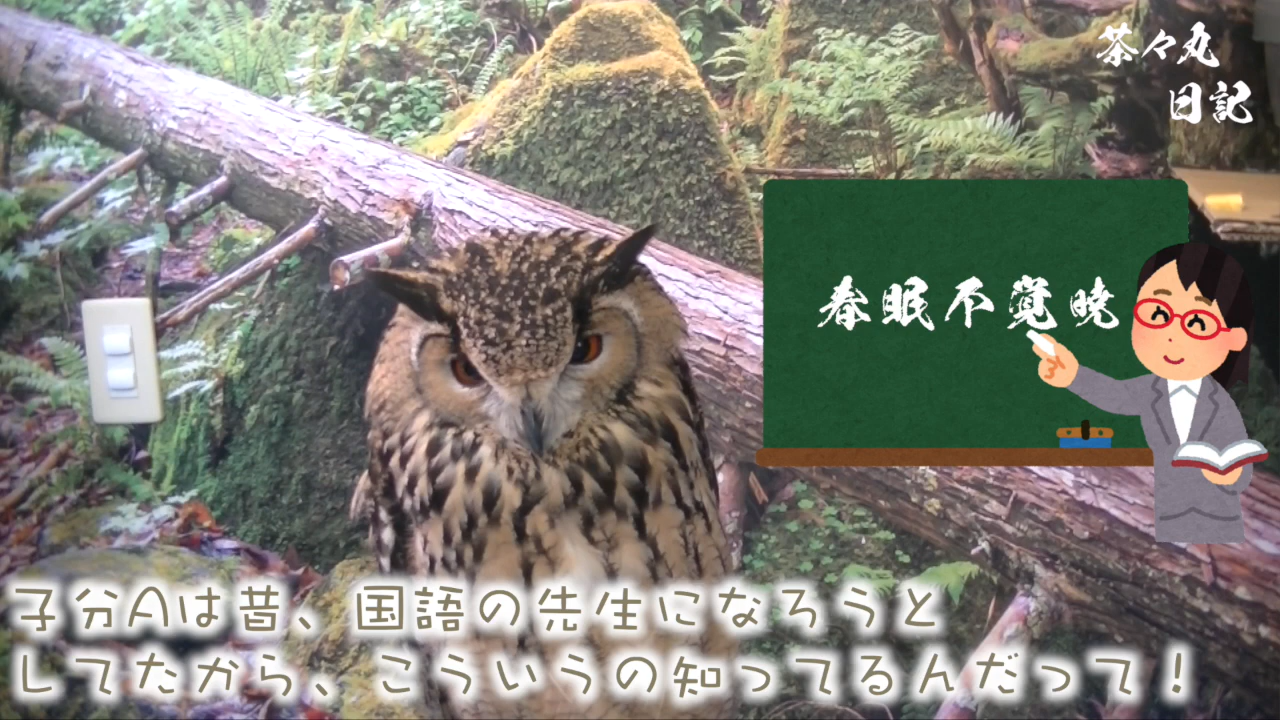 茶々丸
日記
春眠不覚暁
子分Aは昔、国語の先生になろうと
してたから、こういうの知ってるんだって！